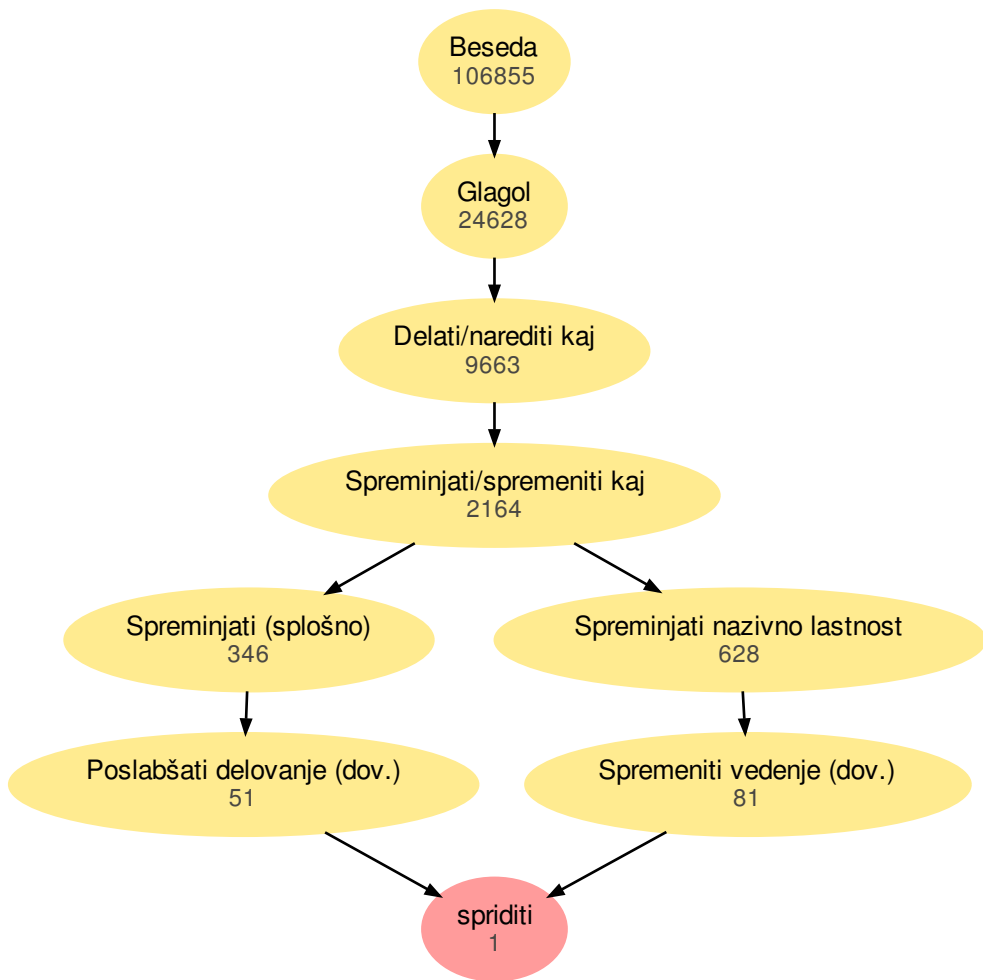 Beseda
106855
Glagol
24628
Delati/narediti kaj
9663
Spreminjati/spremeniti kaj
2164
Spreminjati (splošno)
346
Spreminjati nazivno lastnost
628
Poslabšati delovanje (dov.)
51
Spremeniti vedenje (dov.)
81
spriditi
1